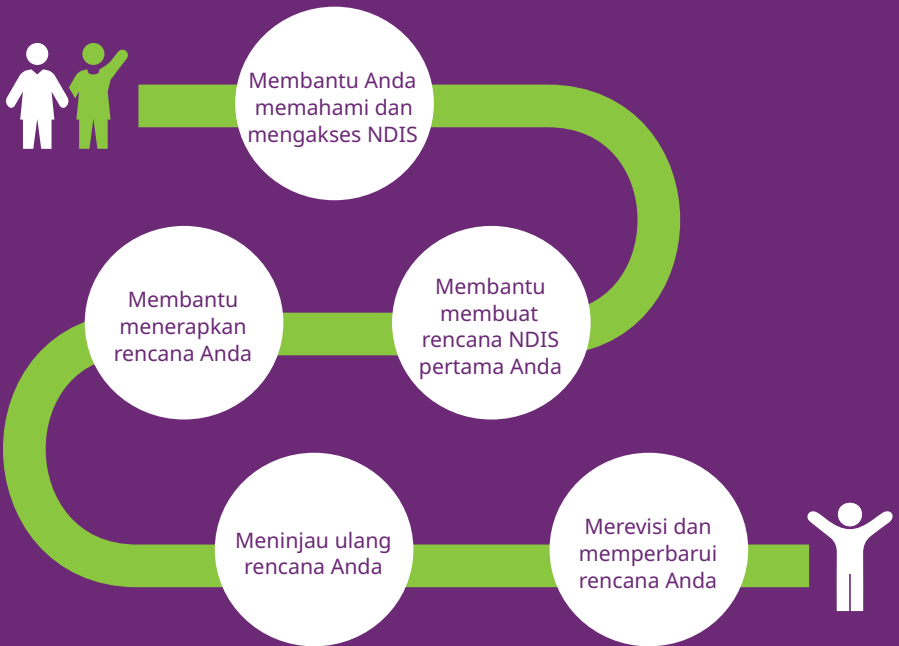 Membantu Anda
memahami dan
mengakses NDIS
Membantu
membuat
rencana NDIS
pertama Anda
Membantu
menerapkan
rencana Anda
Meninjau ulang
rencana Anda
Merevisi dan
memperbarui
rencana Anda